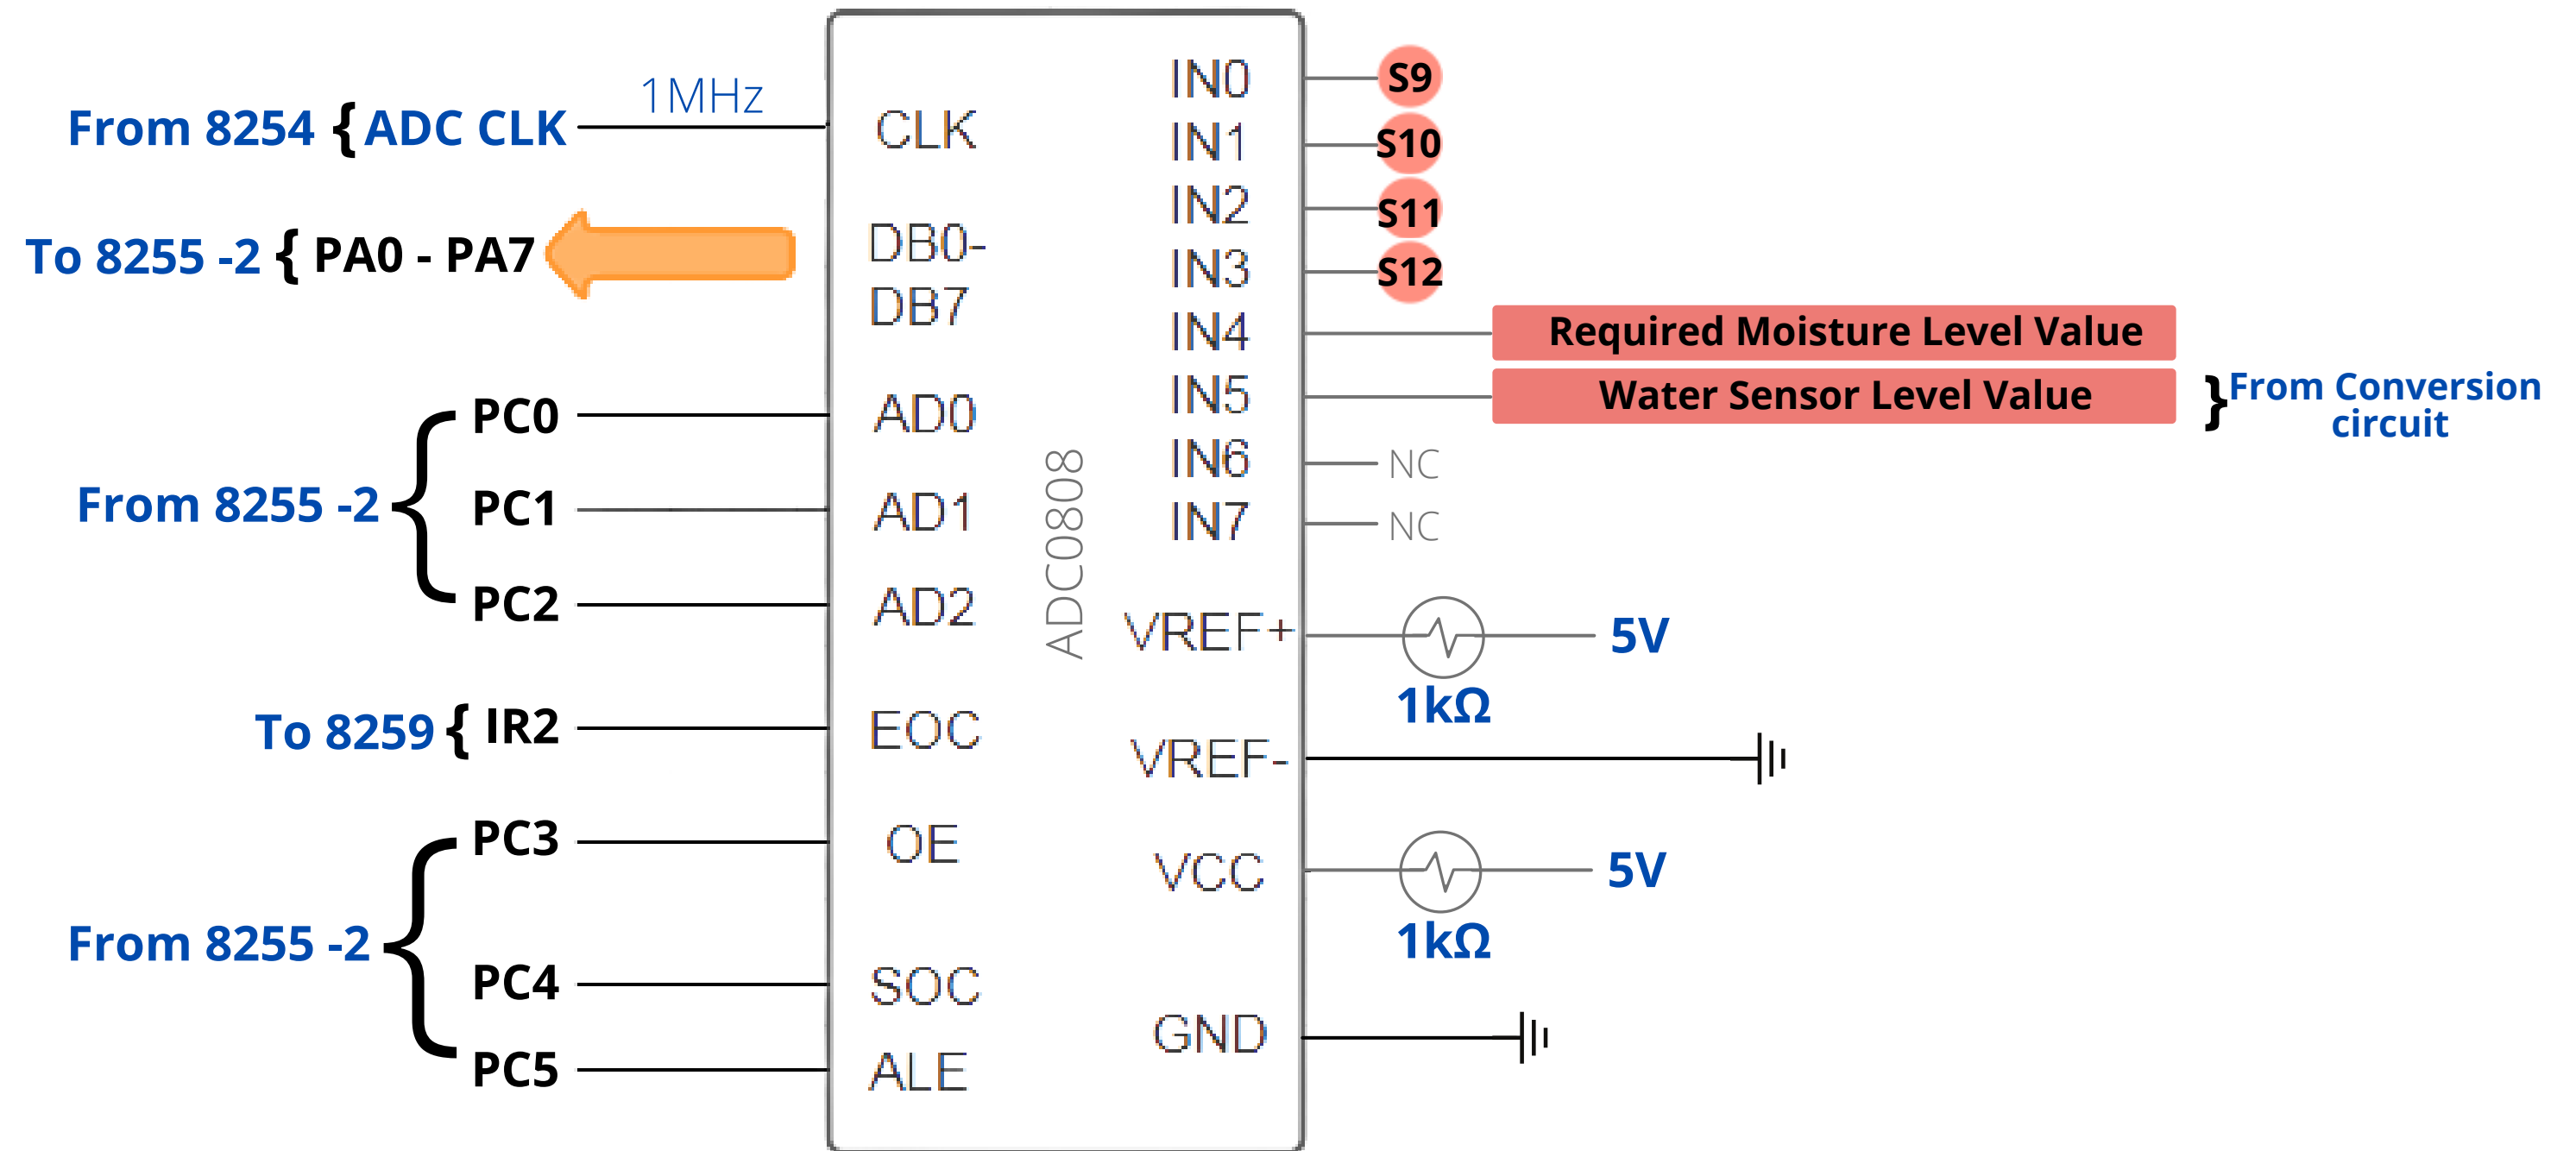 From 8254 { ADC CLK
1MHz
CLK
To 8255 -2 { PA0 - PA7
DB0-
DB7
From 8255 -2
PC0
PC1
PC2
AD0
AD1
AD2
To 8259 { IR2
EOC
From 8255 -2
PC3
PC4
PC5
OE
SOC
ALE
ADC0808
IN0
IN1
IN2
IN3
IN4
IN5
IN6
IN7
VREF+
VREF-
VCC
GND
S9
S10
S11
S12
Required Moisture Level Value
Water Sensor Level Value
} From Conversion
circuit
NC
NC
5V
1kΩ
5V
1kΩ